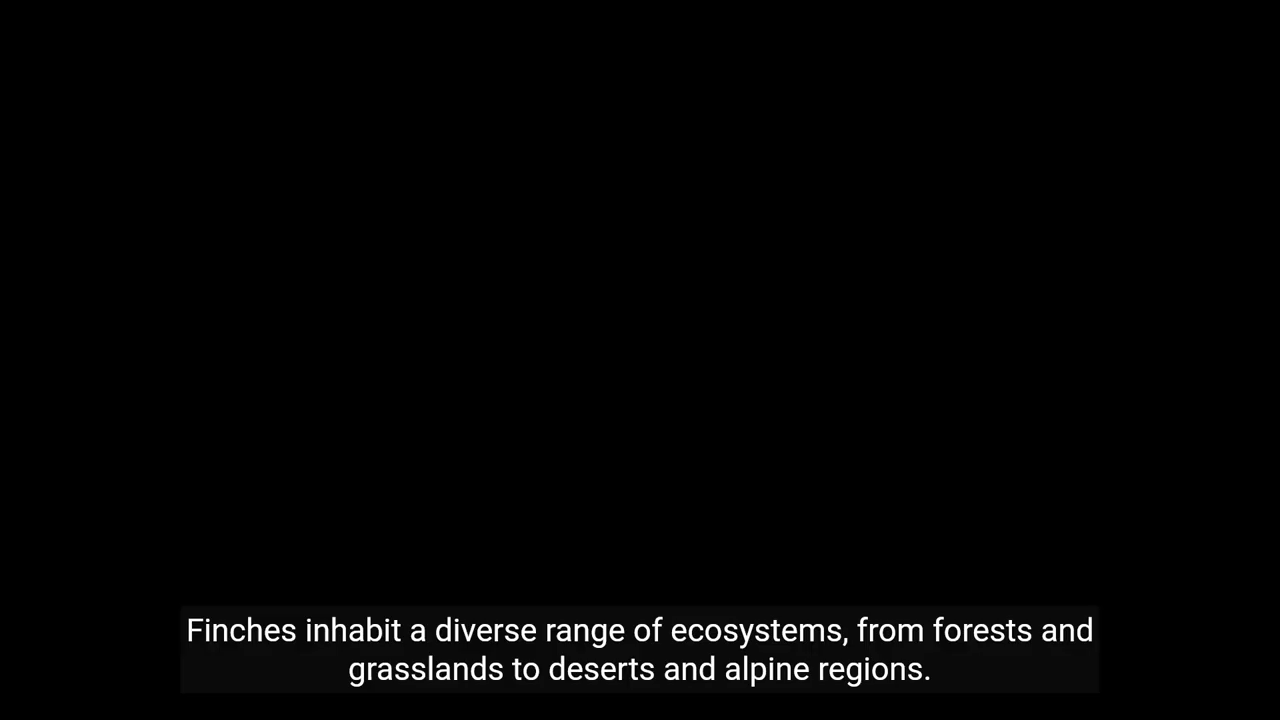 Finches inhabit a diverse range of ecosystems, from forests and
grasslands to deserts and alpine regions.